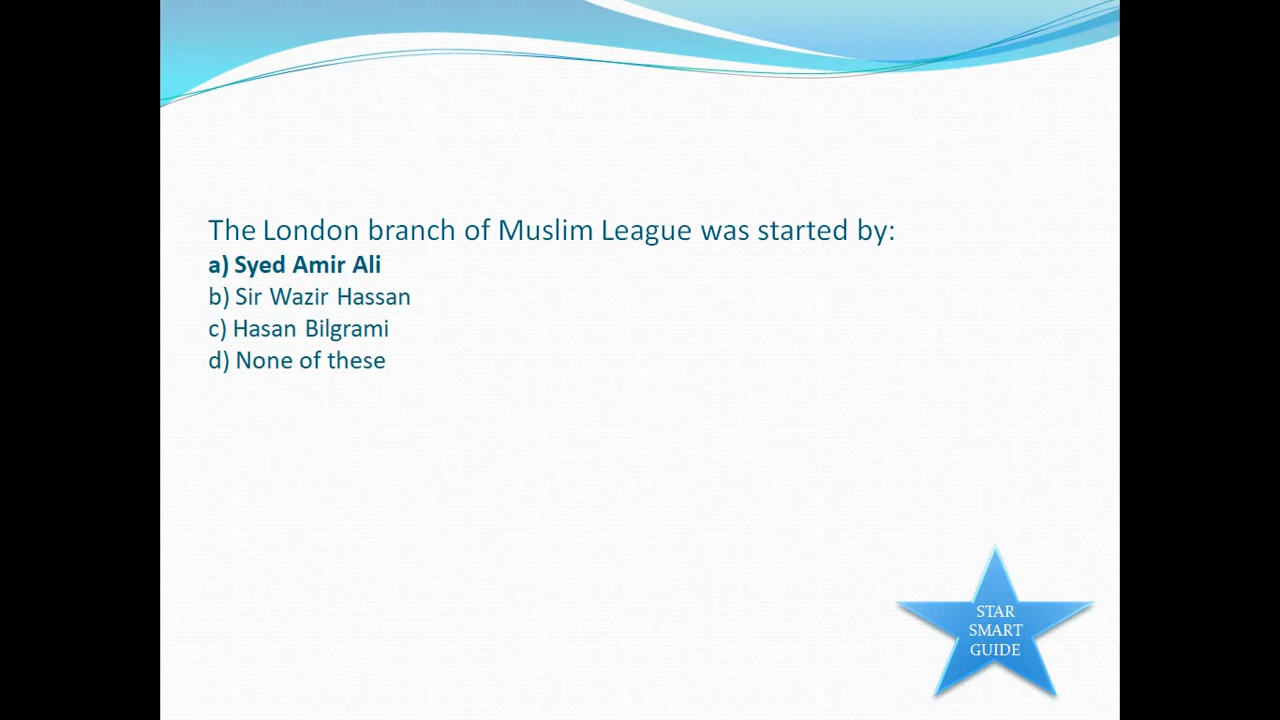 The London branch of Muslim League was started by:
a) Syed Amir Ali
b) Sir Wazir Hassan
c) Hasan Bilgrami
d) None of these
STAR
SMART
GUIDE